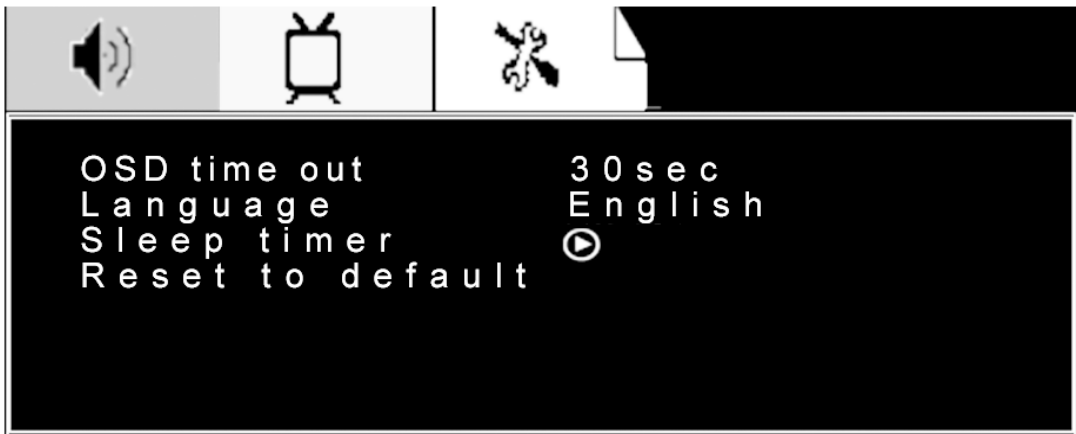 OSD time out 30sec
Language English
Sleep timer
Reset to default